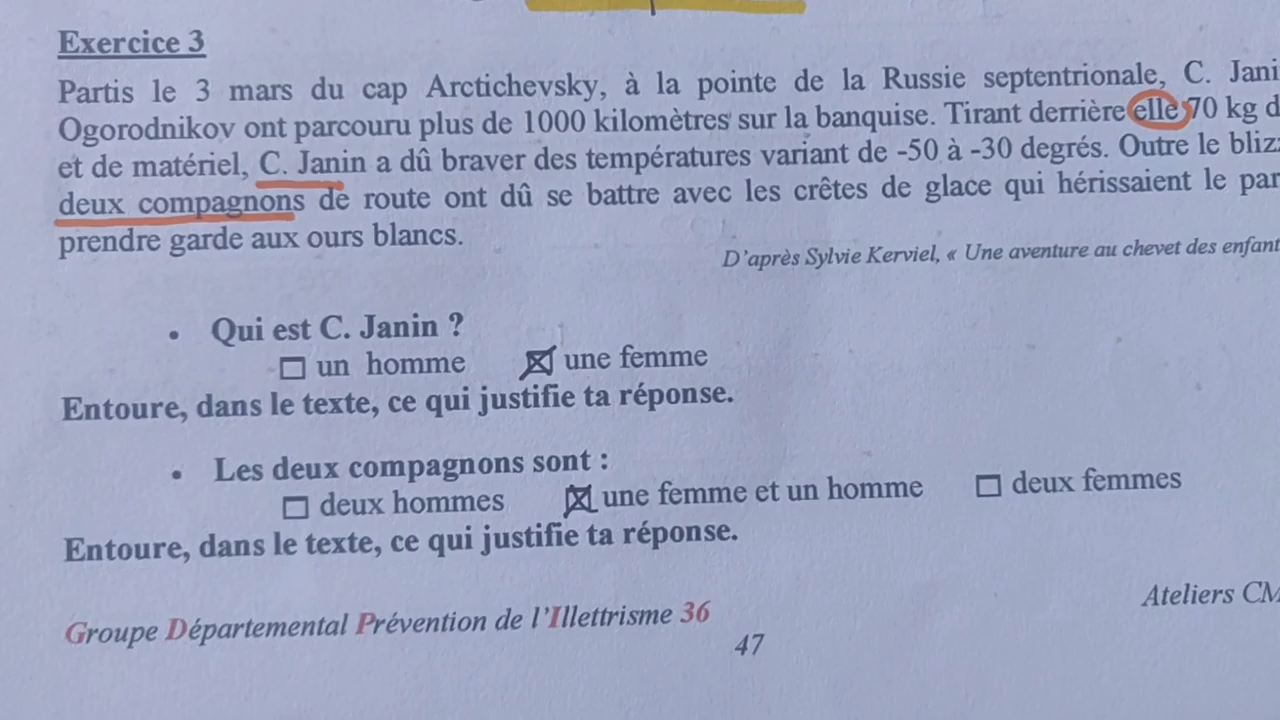 Exercice 3
Partis le 3 mars du cap Arctichevsky, à la pointe de la Russie septentrionale, C. Jani
Ogorodnikov ont parcouru plus de 1000 kilomètres sur la banquise. Tirant derrière elle 70 kg d
et de matériel, C. Janin a dû braver des températures variant de -50 à -30 degrés. Outre le bliz
deux compagnons de route ont dû se battre avec les crêtes de glace qui hérissaient le par
prendre garde aux ours blancs.
D'après Sylvie Kerviel, « Une aventure au chevet des enfant
• Qui est C. Janin ?
☐ un homme ☒ une femme
Entoure, dans le texte, ce qui justifie ta réponse.
• Les deux compagnons sont :
☐ deux hommes ☒ une femme et un homme ☐ deux femmes
Entoure, dans le texte, ce qui justifie ta réponse.
Ateliers CM
Groupe Départemental Prévention de l'Illettrisme 36
47